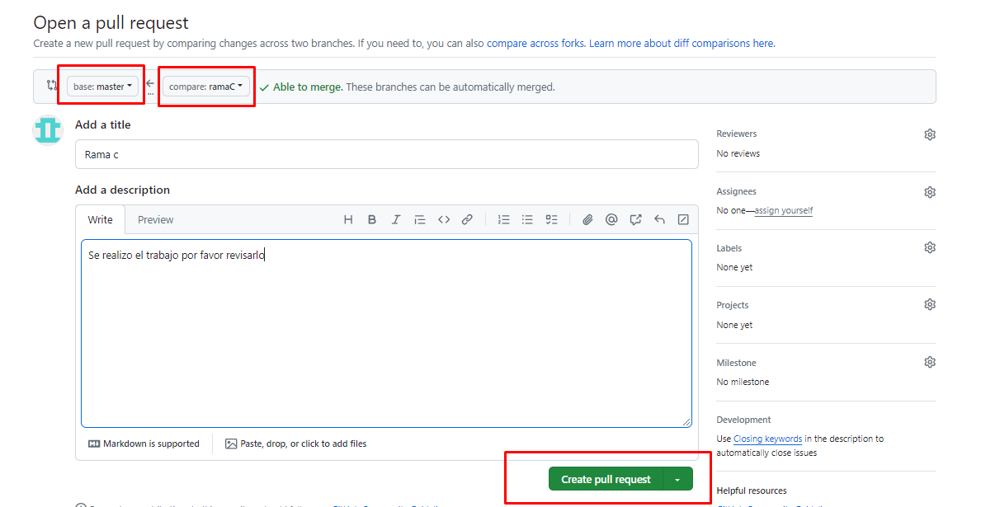 Open a pull request
Create a new pull request by comparing changes across two branches. If you need to, you can also compare across forks. Learn more about diff comparisons here.
base: master
compare: ramaC
Able to merge. These branches can be automatically merged.
Add a title
Rama c
Add a description
Write
Preview
Se realizo el trabajo por favor revisarlo
Markdown is supported
Paste, drop, or click to add files
Create pull request
Reviewers
No reviews
Assignees
No one—assign yourself
Labels
None yet
Projects
None yet
Milestone
No milestone
Development
Use Closing keywords in the description to
automatically close issues
Helpful resources